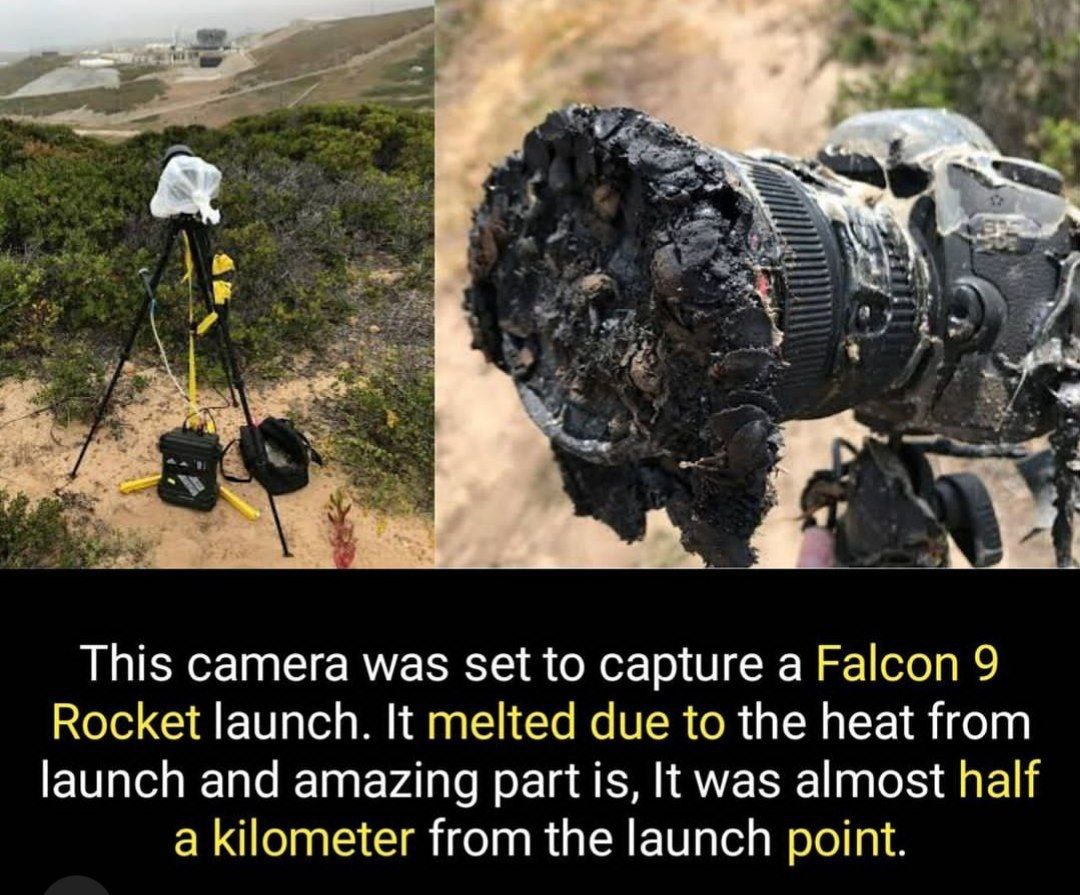 This camera was set to capture a Falcon 9
Rocket launch. It melted due to the heat from
launch and amazing part is, It was almost half
a kilometer from the launch point.